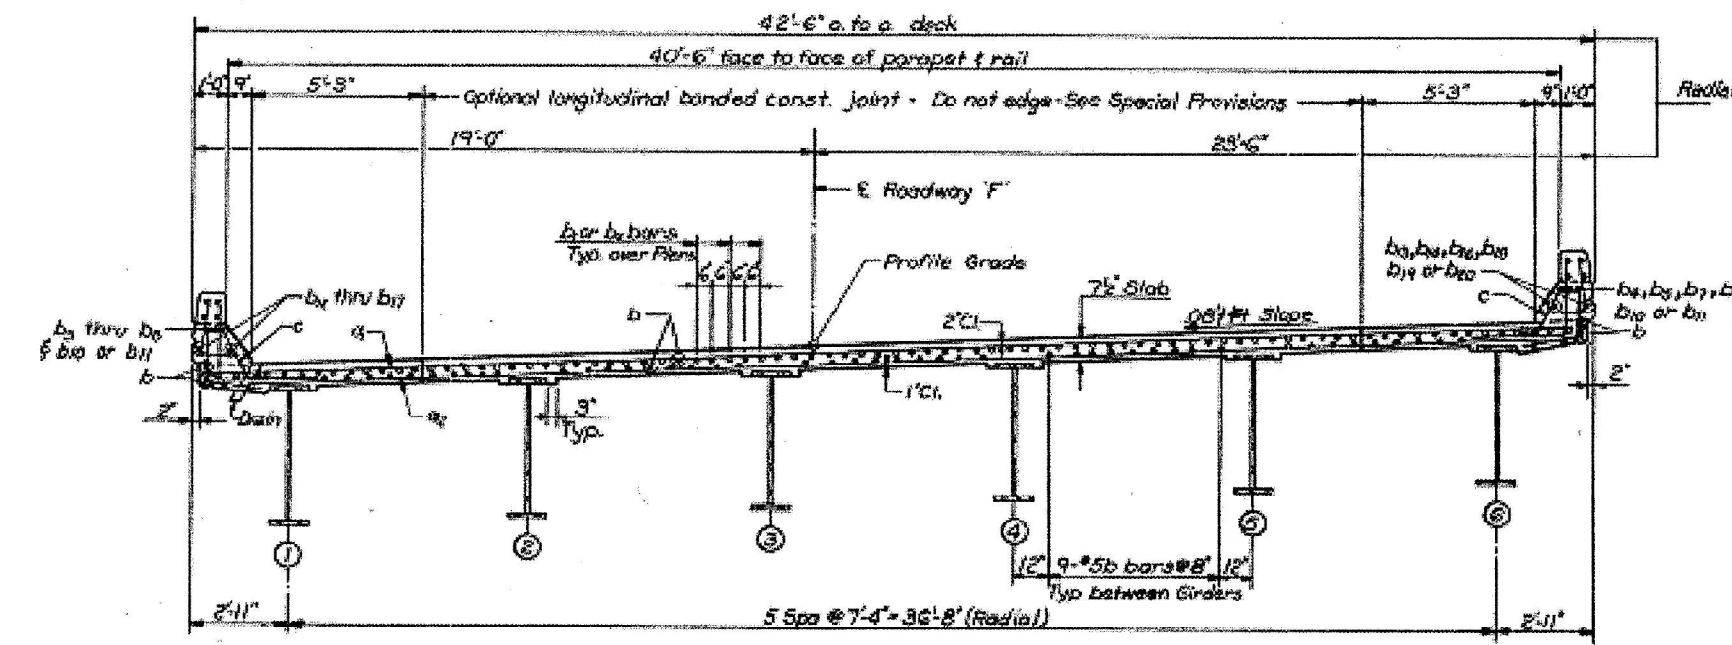 42'-6" o. to o. deck
40'-6" face to face of parapet & rail
1'-0" 9" 5'-3" Optional longitudinal bonded const. joint - Do not edge-See Special Provisions 5'-3" 9" 1'-0"
19'-0" 23'-6"
℄ Roadway "F"
b₁ or b₂ bars
Typ. over Piers
6" 6" 6" 6"
Profile Grade
7½" Slab
.081'/Ft Slope
2" Cl.
1" Cl.
b thru b₁₇
b₃ thru b₈
& b₁₀ or b₁₁
c
a
b
b
2"
Drain
a₁
3"
Typ.
b₁₉ or b₂₀
c
b₄, b₅, b₇, b
b₁₀ or b₁₁
b
2"
1 2 3 4 5 6
12" 9-#5b bars @ 8" 12"
Typ between Girders
2'-11" 5 Spa @ 7'-4" = 36'-8" (Radial) 2'-11"